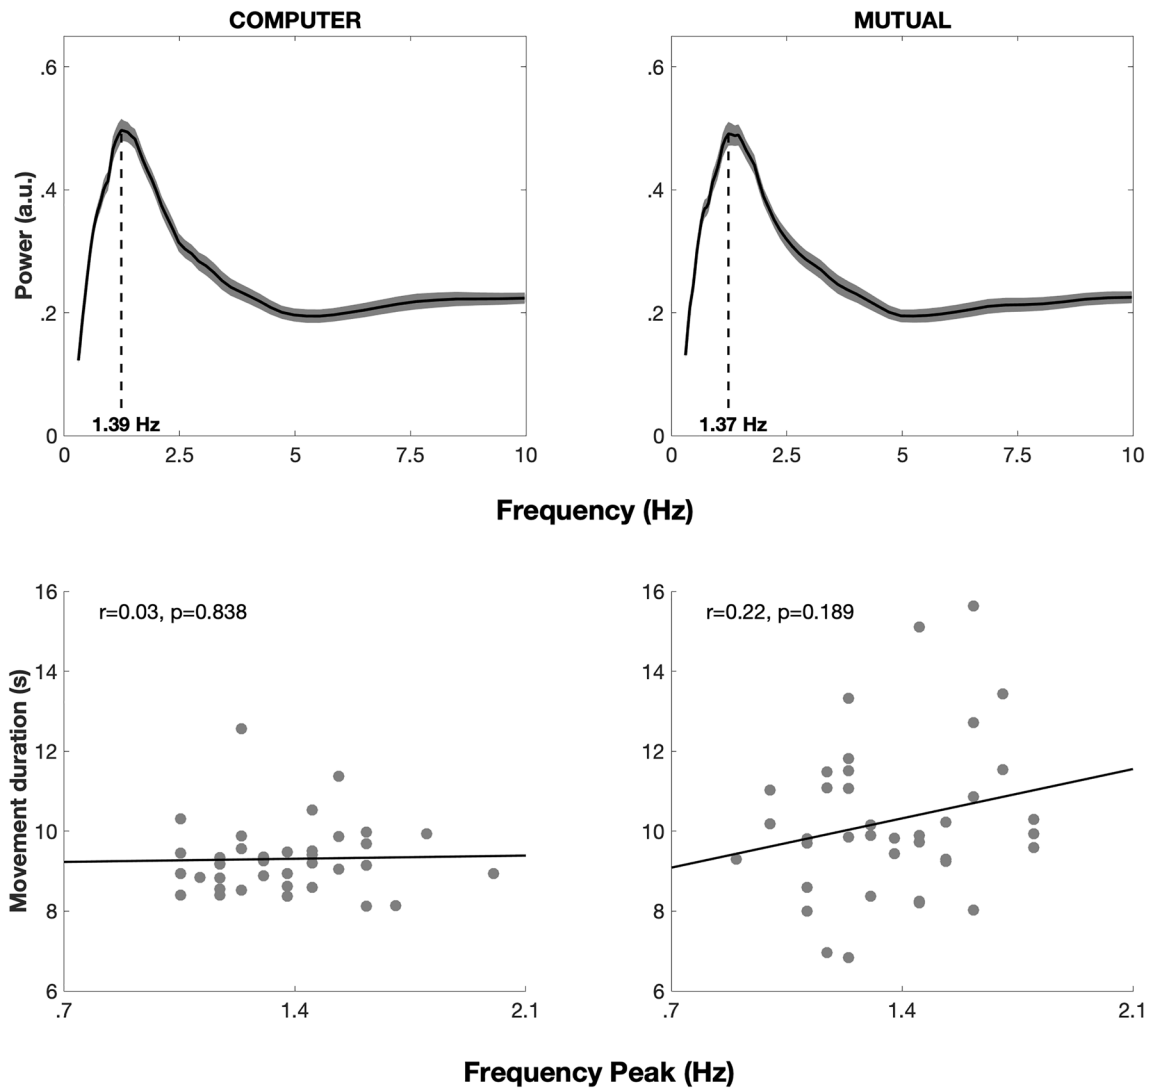 COMPUTER
MUTUAL
Power (a.u.)
.6
.4
.2
0
1.39 Hz
0 2.5 5 7.5 10
.6
.4
.2
0
1.37 Hz
0 2.5 5 7.5 10
Frequency (Hz)
Movement duration (s)
16
14
12
10
8
6
r=0.03, p=0.838
.7 1.4 2.1
16
14
12
10
8
6
r=0.22, p=0.189
.7 1.4 2.1
Frequency Peak (Hz)